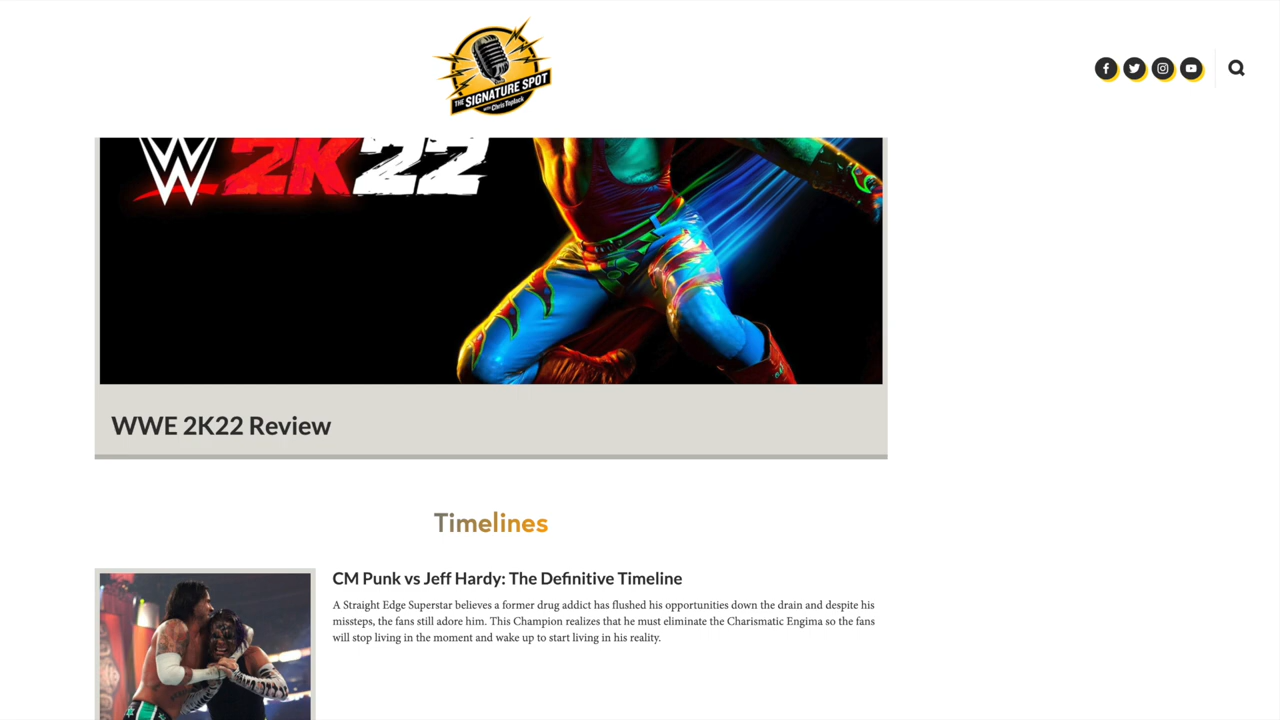 THE SIGNATURE SPOT
with Chris Toplack
W 2K22
WWE 2K22 Review
Timelines
CM Punk vs Jeff Hardy: The Definitive Timeline
A Straight Edge Superstar believes a former drug addict has flushed his opportunities down the drain and despite his
missteps, the fans still adore him. This Champion realizes that he must eliminate the Charismatic Engima so the fans
will stop living in the moment and wake up to start living in his reality.